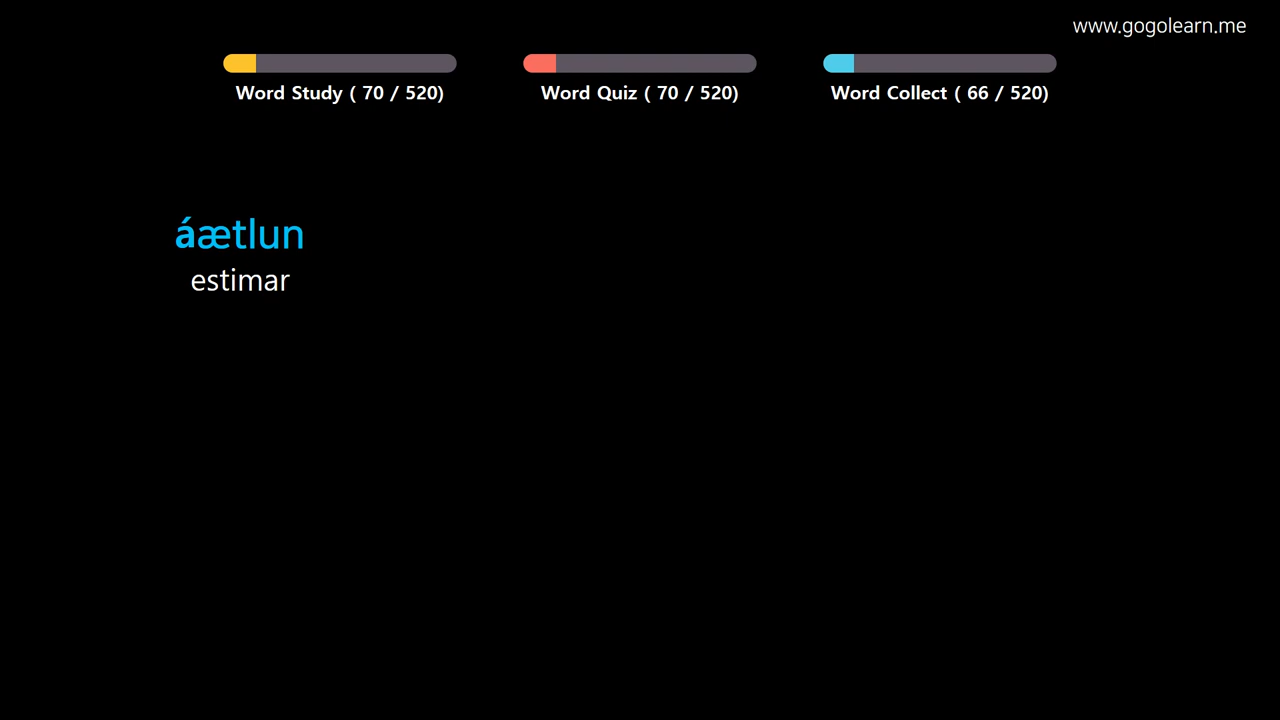 www.gogolearn.me
Word Study ( 70 / 520)
Word Quiz ( 70 / 520)
Word Collect ( 66 / 520)
áætlun
estimar